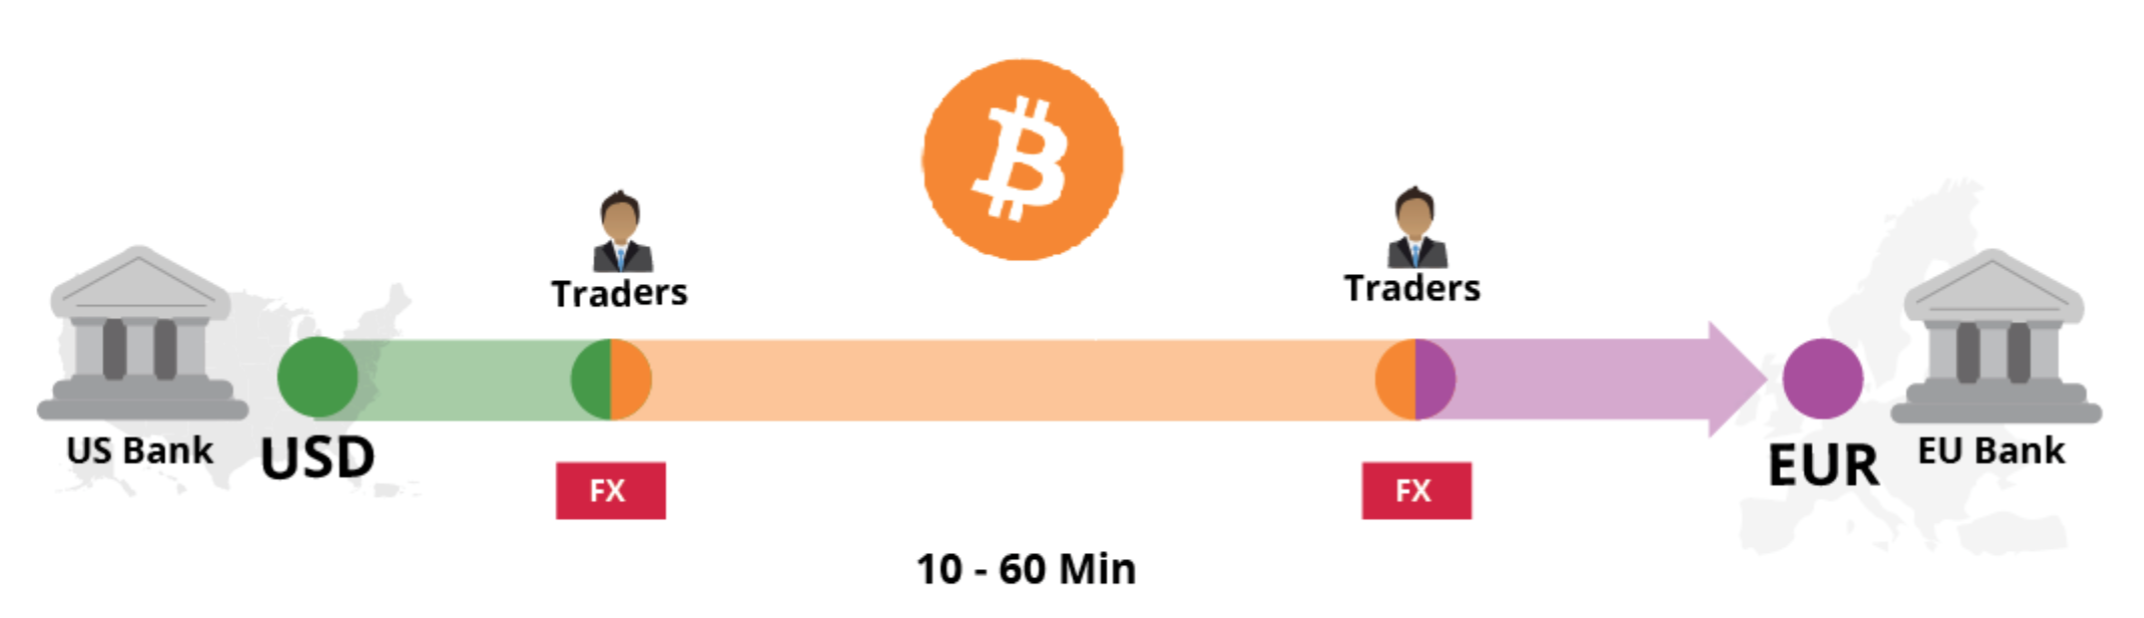 Traders
Traders
US Bank
USD
EUR
EU Bank
FX
FX
10 - 60 Min